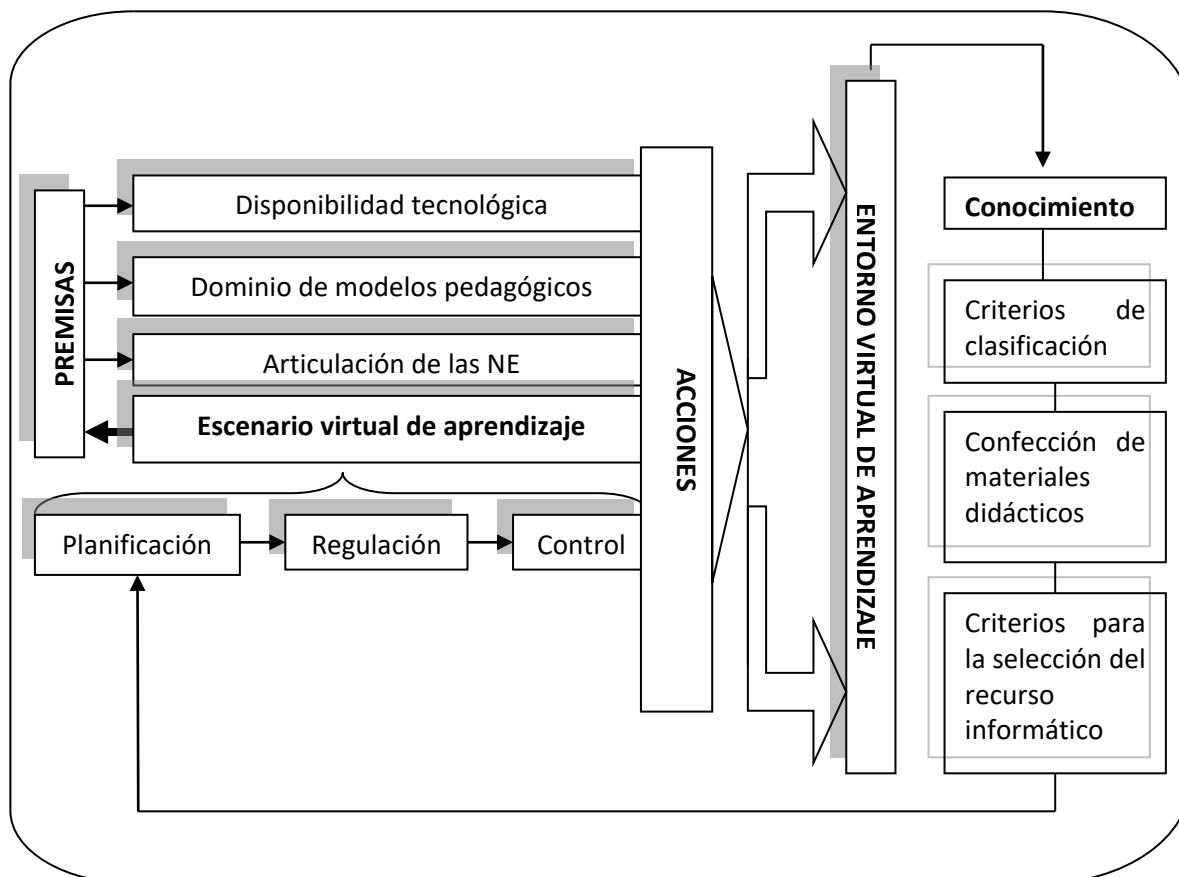 PREMISAS
Disponibilidad tecnológica
Dominio de modelos pedagógicos
Articulación de las NE
Escenario virtual de aprendizaje
Planificación
Regulación
Control
ACCIONES
ENTORNO VIRTUAL DE APRENDIZAJE
Conocimiento
Criterios de
clasificación
Confección de
materiales
didácticos
Criterios para
la selección del
recurso
informático